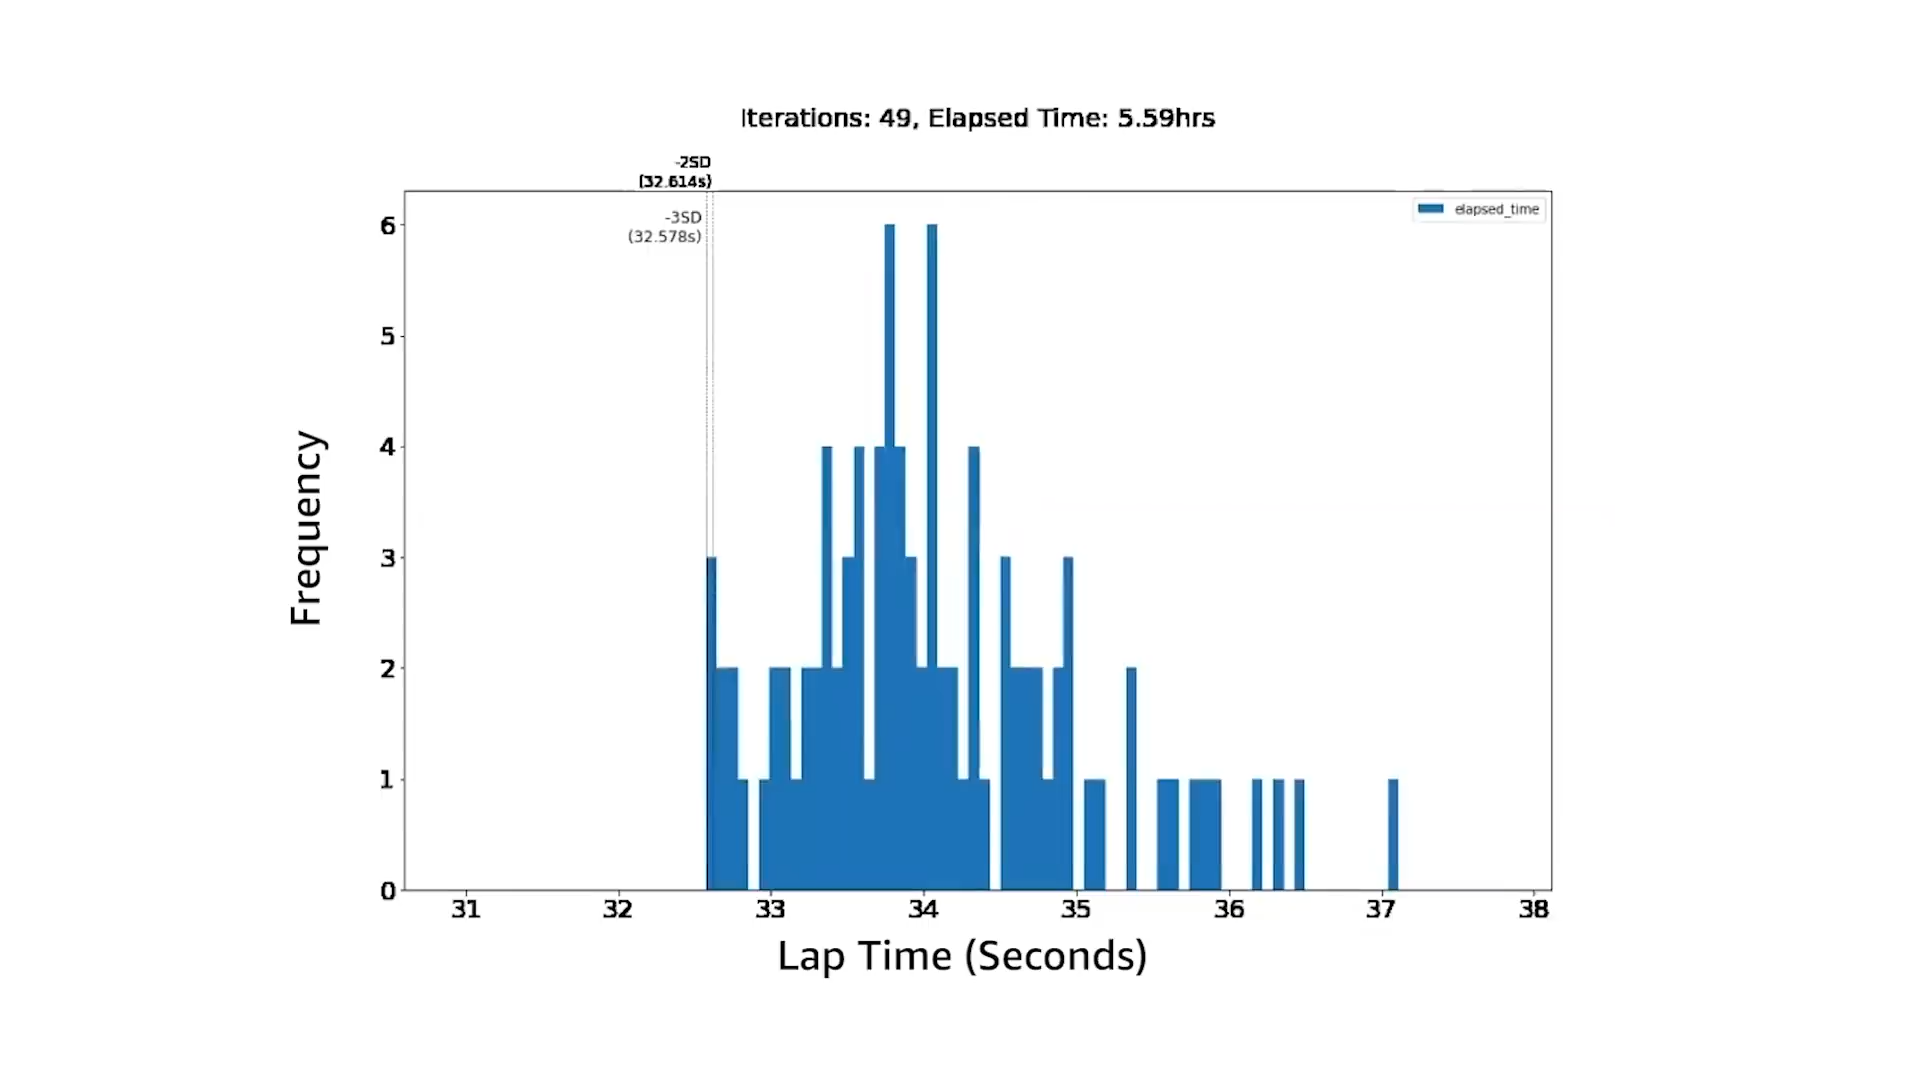 Iterations: 49, Elapsed Time: 5.59hrs
-2SD
(32.614s)
-3SD
(32.578s)
elapsed_time
6
5
4
3
2
1
0
Frequency
31 32 33 34 35 36 37 38
Lap Time (Seconds)